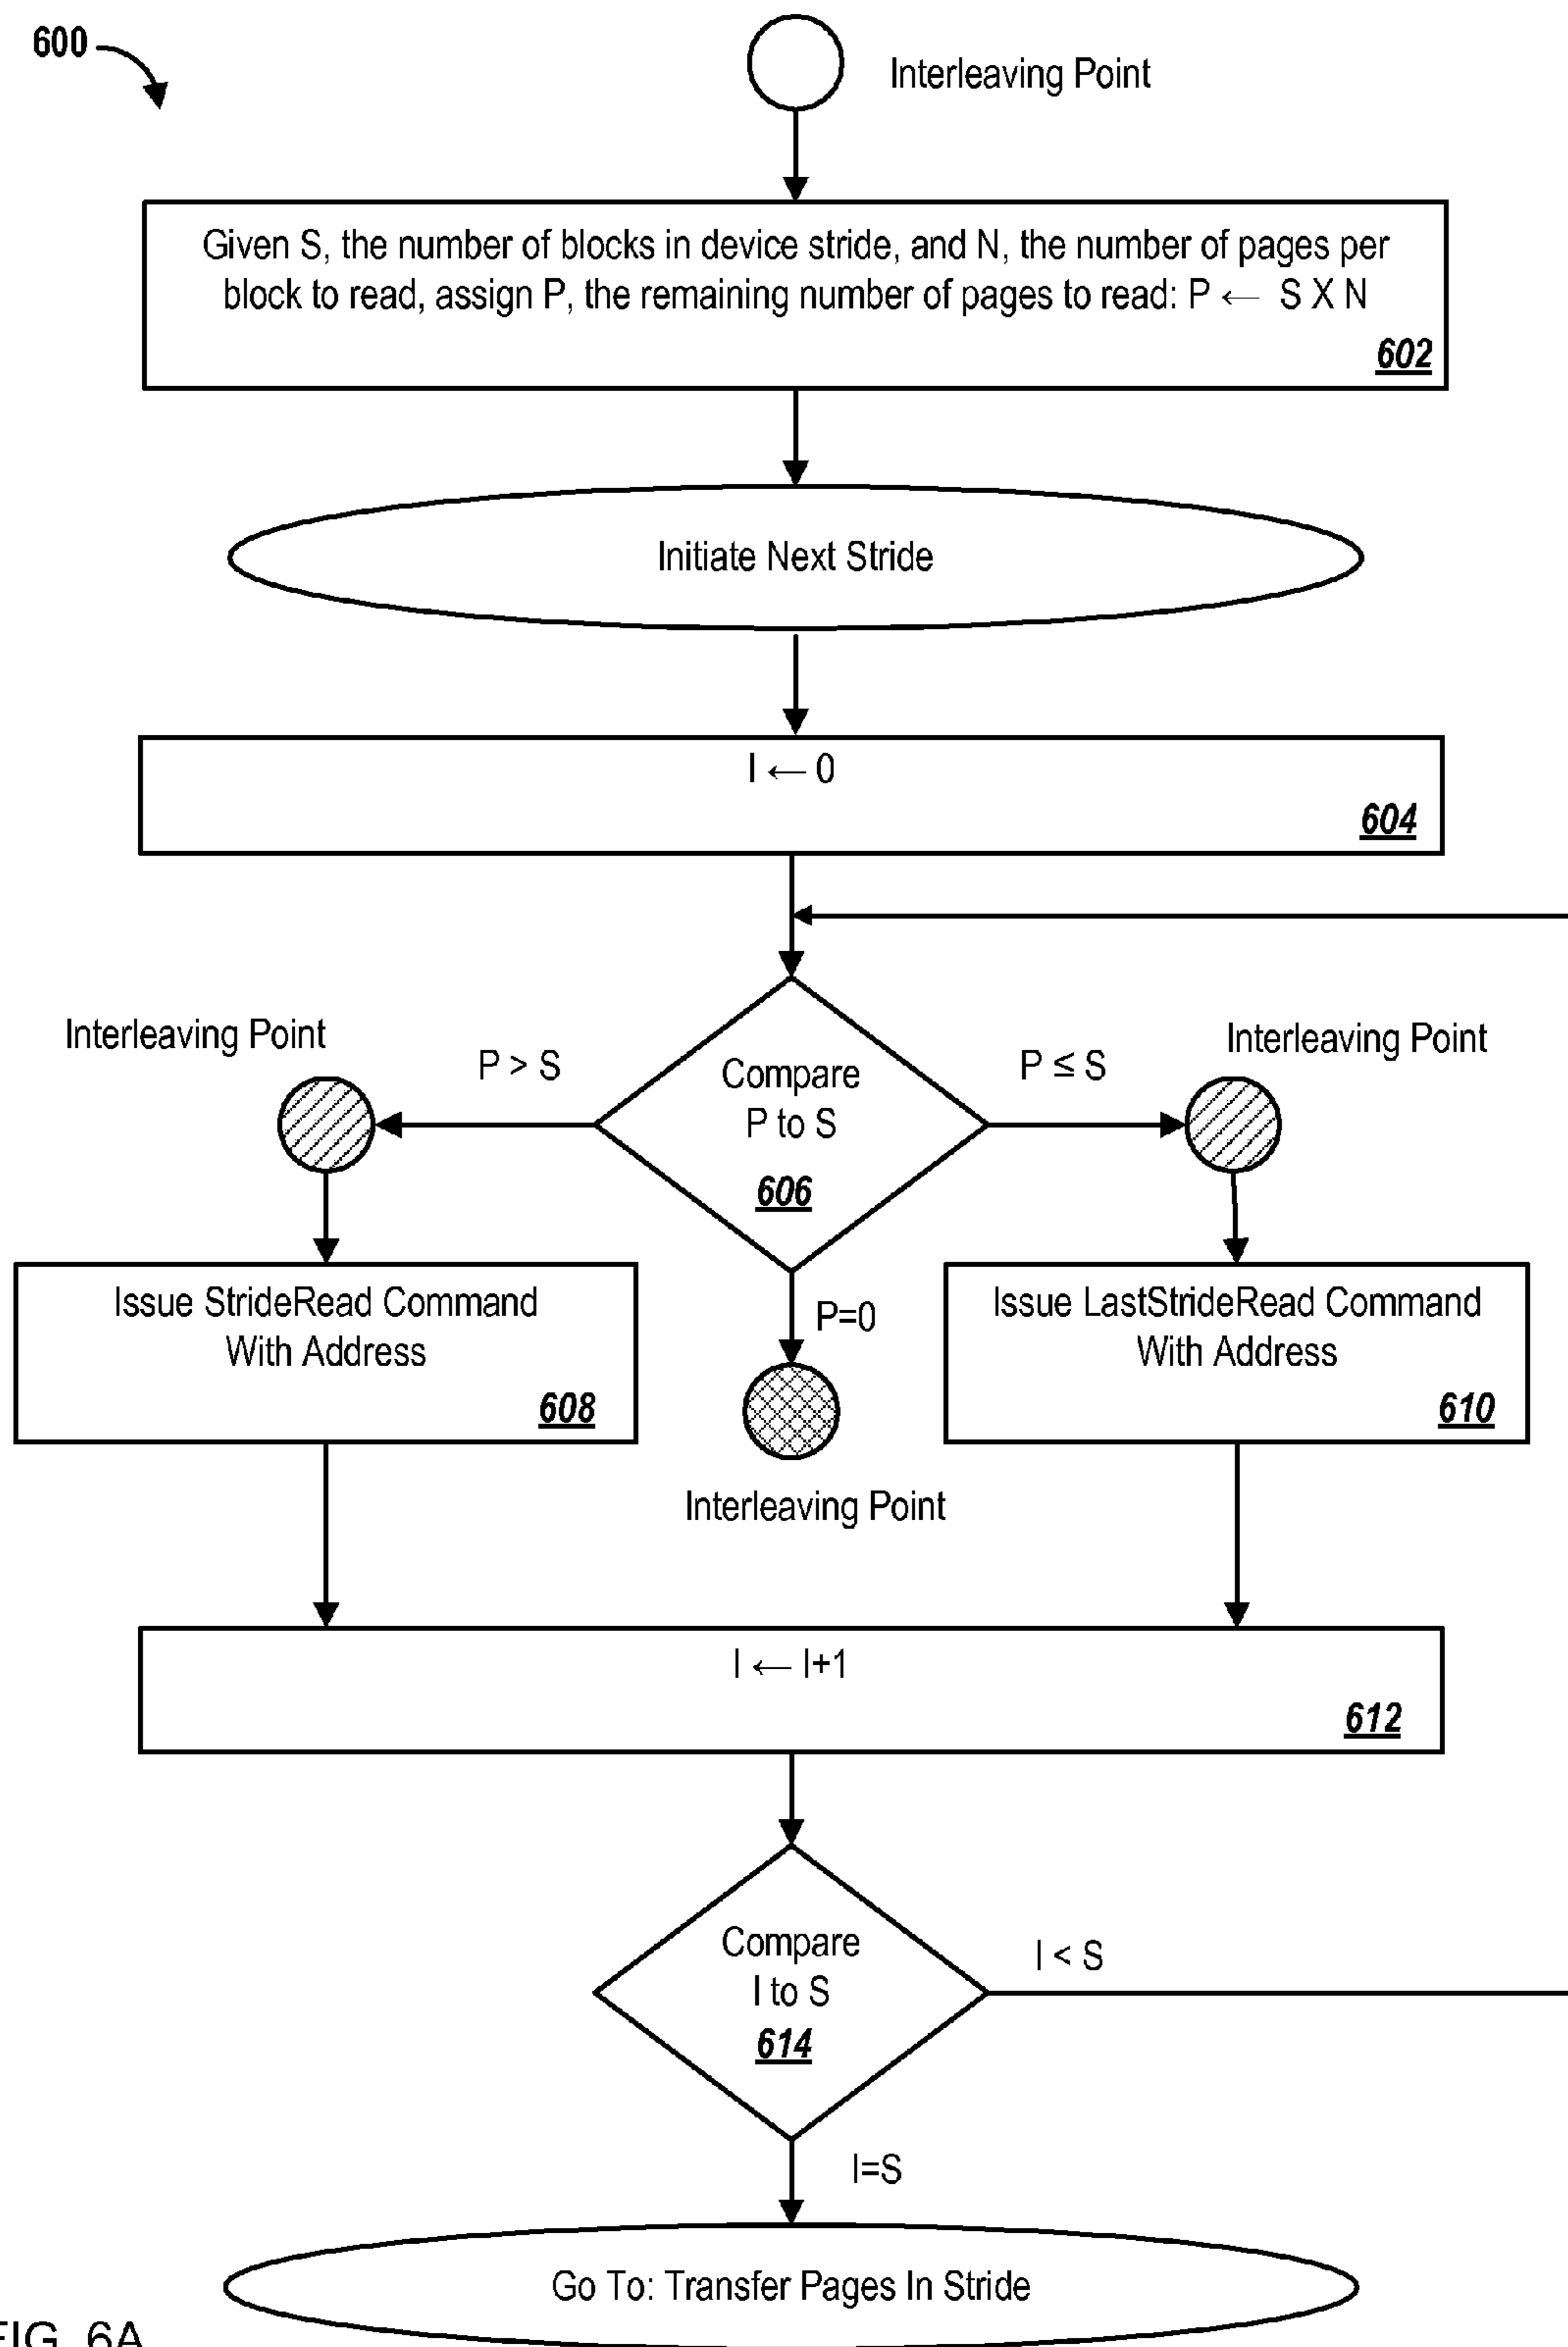 600
Interleaving Point
Given S, the number of blocks in device stride, and N, the number of pages per
block to read, assign P, the remaining number of pages to read: P ← S X N
602
Initiate Next Stride
I ← 0
604
Interleaving Point
P > S
Compare
P to S
606
P ≤ S
Interleaving Point
Issue StrideRead Command
With Address
608
P=0
Interleaving Point
Issue LastStrideRead Command
With Address
610
I ← I+1
612
Compare
I to S
614
I < S
I=S
Go To: Transfer Pages In Stride
FIG. 6A